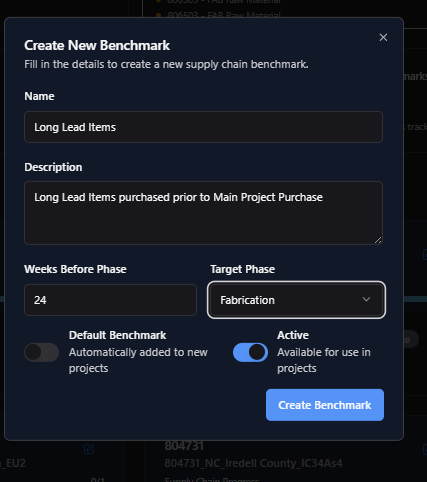 806503 - FAB Raw Material
Create New Benchmark
Fill in the details to create a new supply chain benchmark.
Name
Long Lead Items
Description
Long Lead Items purchased prior to Main Project Purchase
Weeks Before Phase
Target Phase
24
Fabrication
Default Benchmark
Automatically added to new
projects
Active
Available for use in
projects
Create Benchmark
804731
_EU2
804731_NC_Iredell County_IC34As4
0/1
Supply Chain Progress